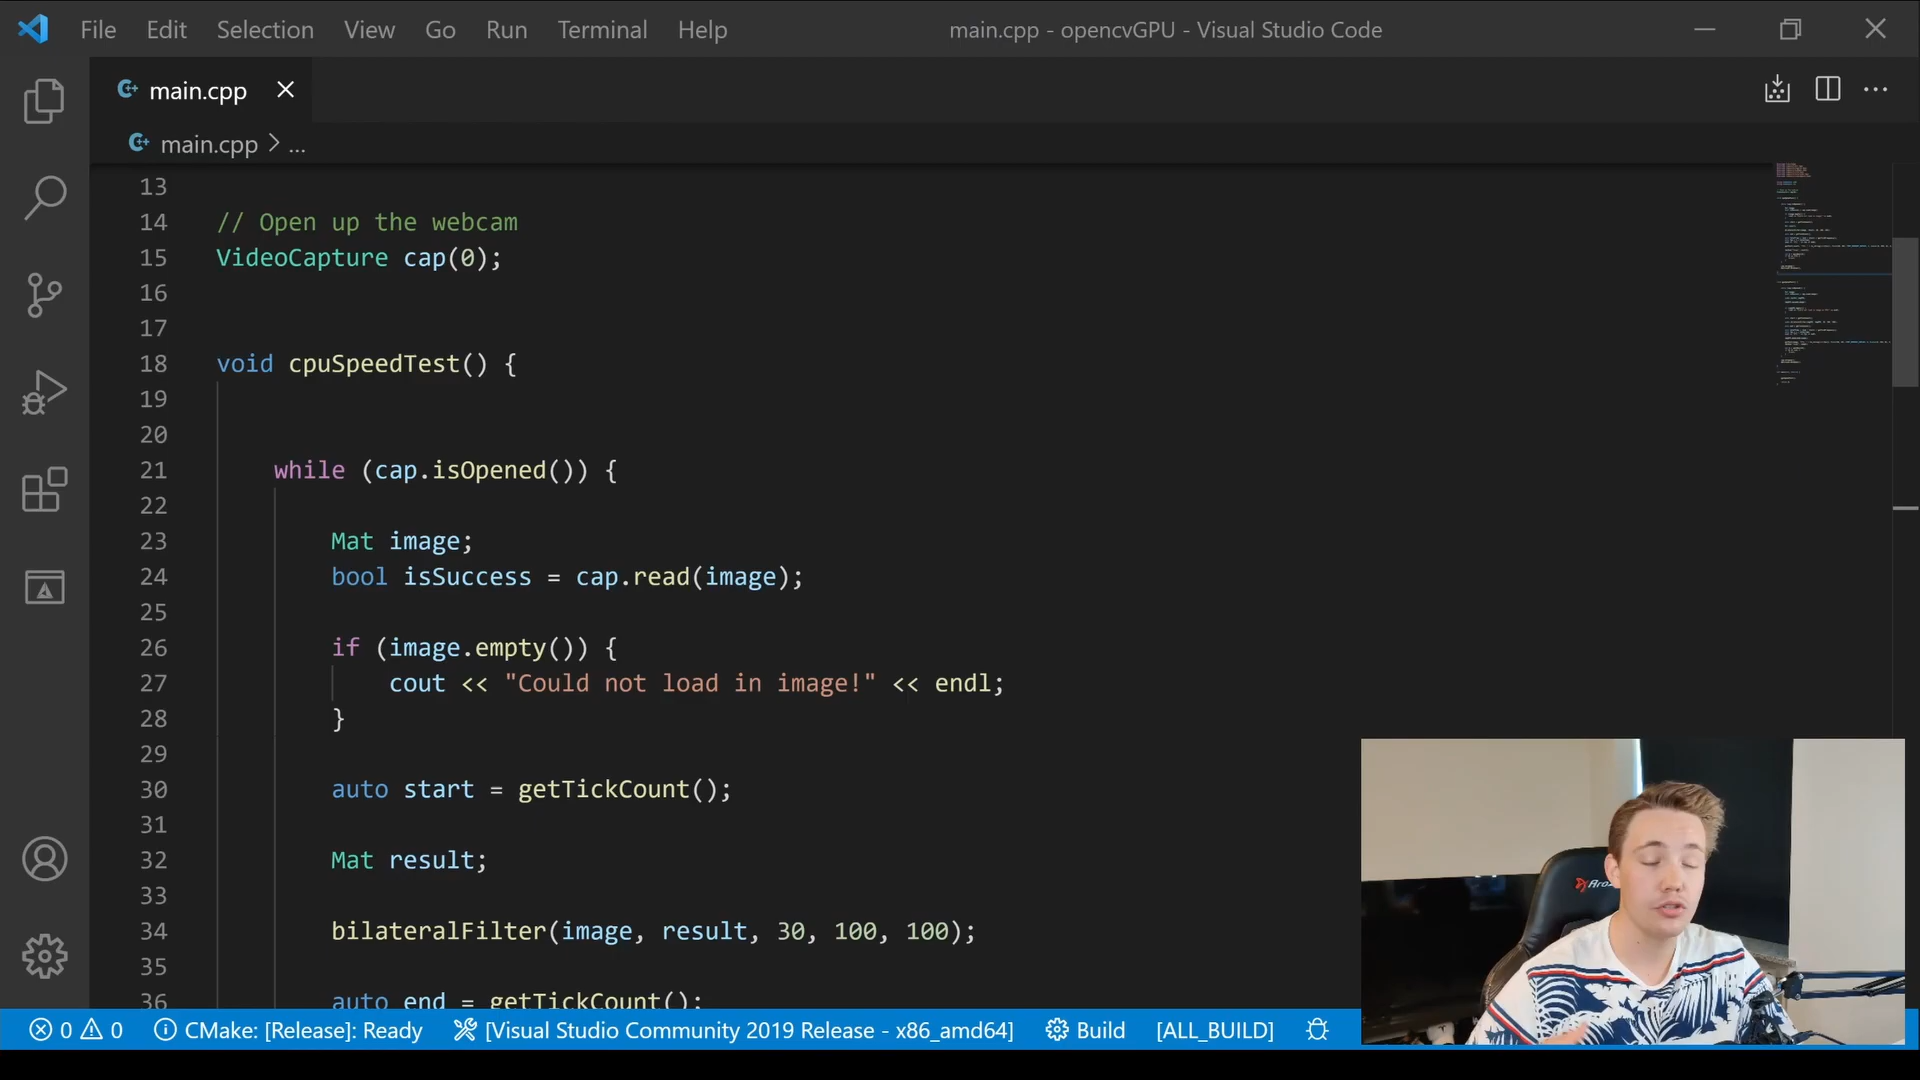 File Edit Selection View Go Run Terminal Help main.cpp - opencvGPU - Visual Studio Code
main.cpp
main.cpp > ...
13
14 // Open up the webcam
15 VideoCapture cap(0);
16
17
18 void cpuSpeedTest() {
19
20
21 while (cap.isOpened()) {
22
23 Mat image;
24 bool isSuccess = cap.read(image);
25
26 if (image.empty()) {
27 cout << "Could not load in image!" << endl;
28 }
29
30 auto start = getTickCount();
31
32 Mat result;
33
34 bilateralFilter(image, result, 30, 100, 100);
35
36 auto end = getTickCount();
0 0 CMake: [Release]: Ready [Visual Studio Community 2019 Release - x86_amd64] Build [ALL_BUILD]